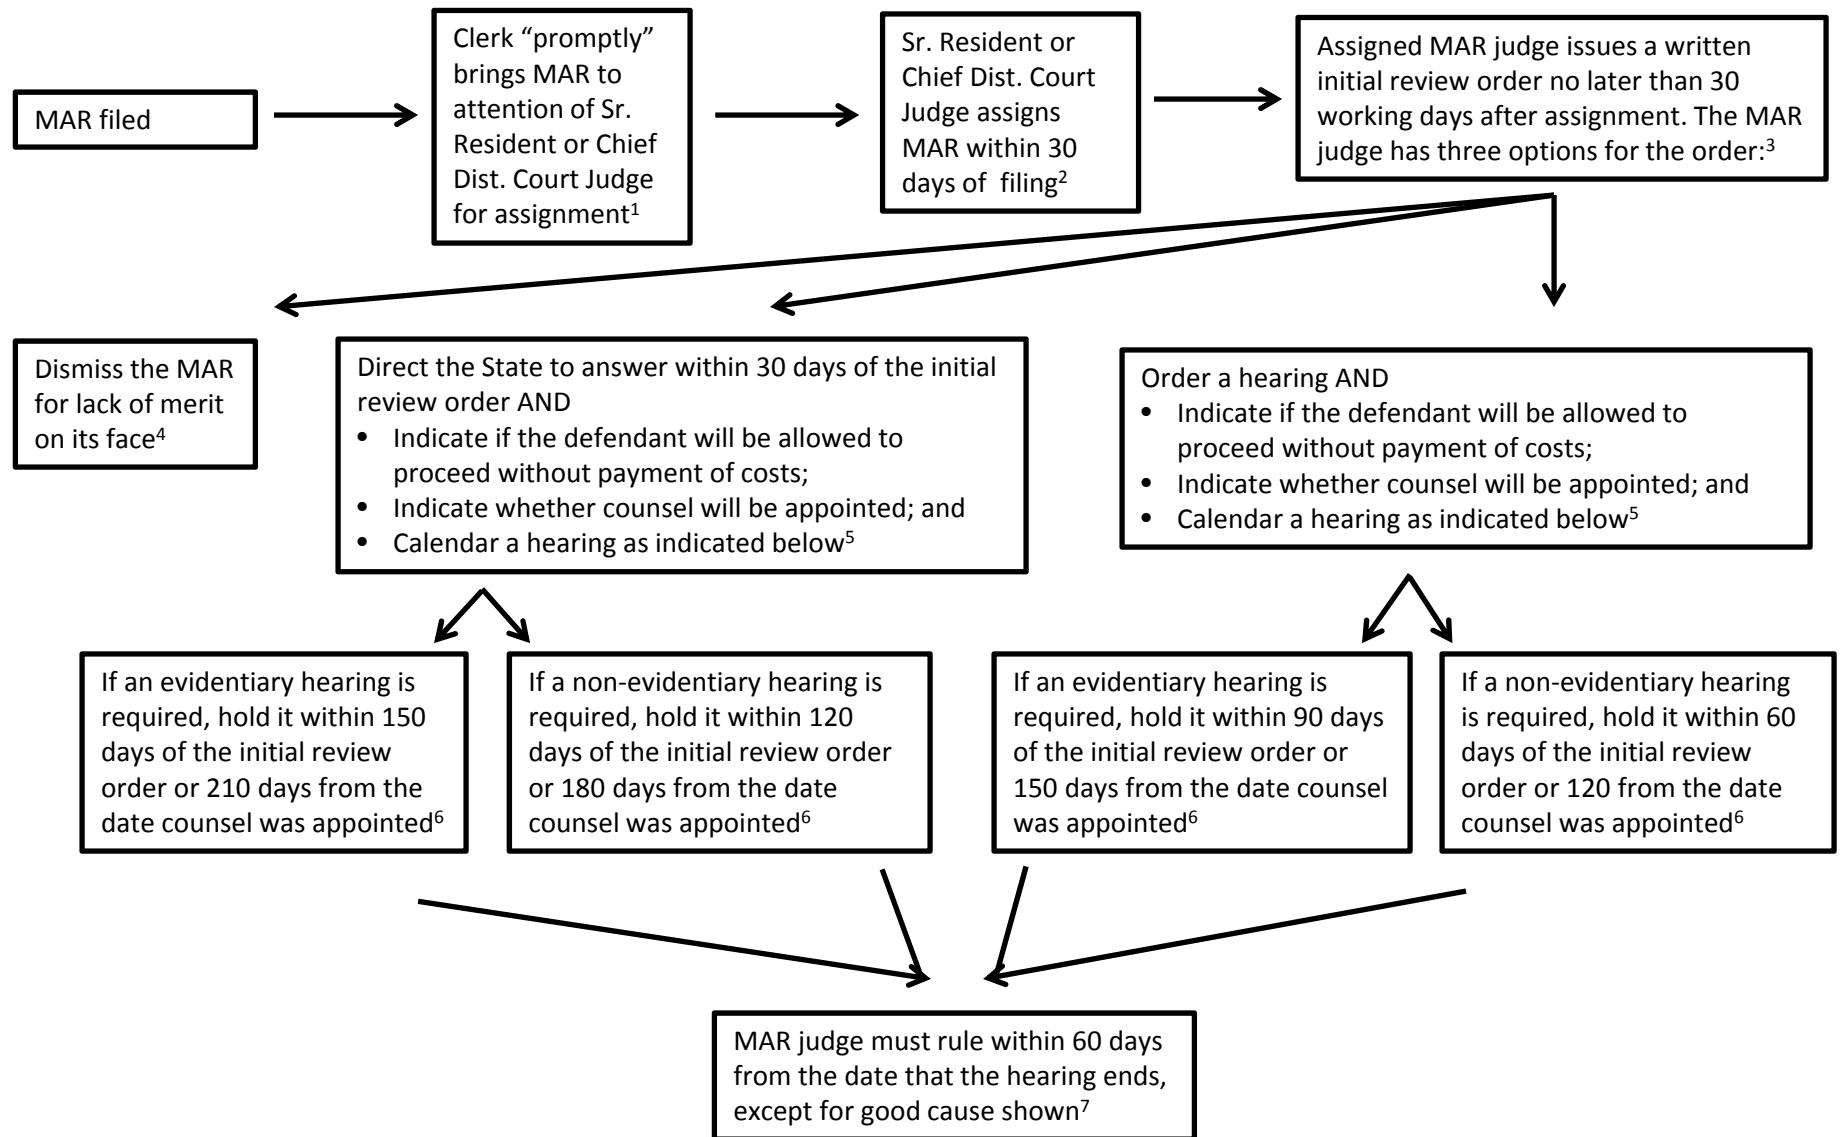 MAR filed
Clerk “promptly”
brings MAR to
attention of Sr.
Resident or Chief
Dist. Court Judge
for assignment¹
Sr. Resident or
Chief Dist. Court
Judge assigns
MAR within 30
days of  filing²
Assigned MAR judge issues a written
initial review order no later than 30
working days after assignment. The MAR
judge has three options for the order:³
Dismiss the MAR
for lack of merit
on its face⁴
Direct the State to answer within 30 days of the initial
review order AND
• Indicate if the defendant will be allowed to
proceed without payment of costs;
• Indicate whether counsel will be appointed; and
• Calendar a hearing as indicated below⁵
Order a hearing AND
• Indicate if the defendant will be allowed to
proceed without payment of costs;
• Indicate whether counsel will be appointed; and
• Calendar a hearing as indicated below⁵
If an evidentiary hearing is
required, hold it within 150
days of the initial review
order or 210 days from the
date counsel was appointed⁶
If a non-evidentiary hearing is
required, hold it within 120
days of the initial review order
or 180 days from the date
counsel was appointed⁶
If an evidentiary hearing is
required, hold it within 90 days
of the initial review order or
150 days from the date counsel
was appointed⁶
If a non-evidentiary hearing
is required, hold it within 60
days of the initial review
order or 120 from the date
counsel was appointed⁶
MAR judge must rule within 60 days
from the date that the hearing ends,
except for good cause shown⁷